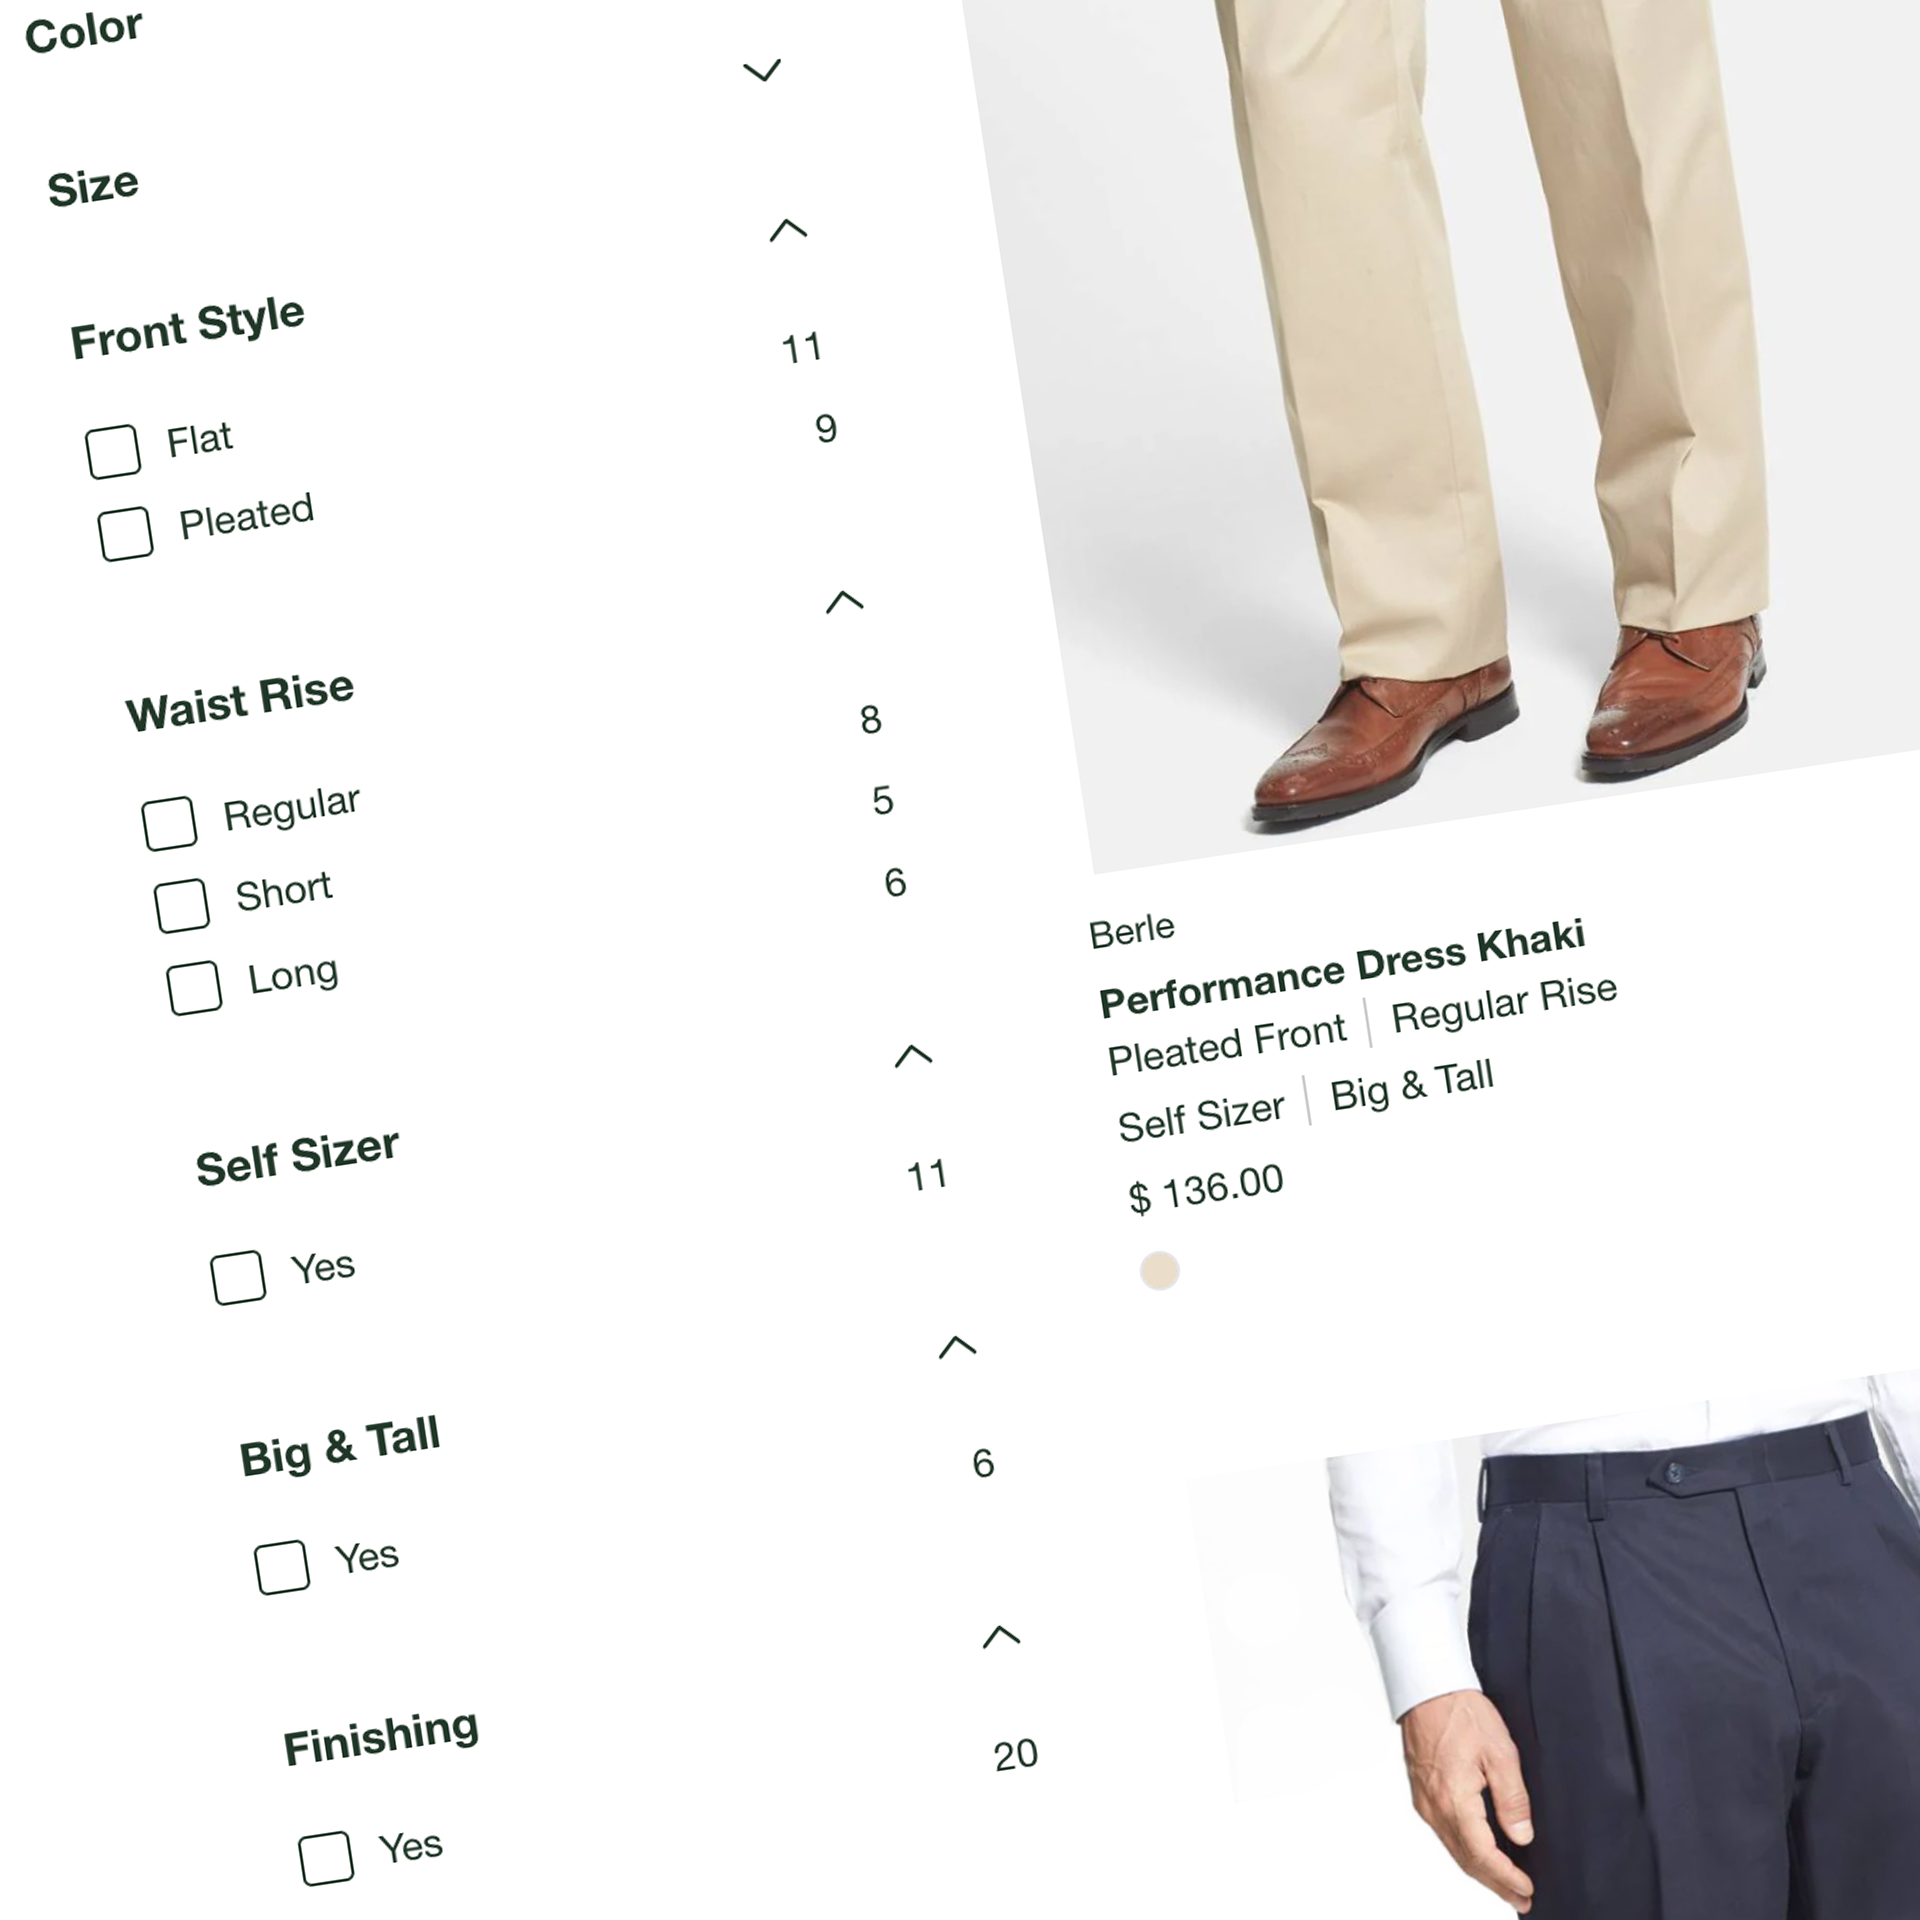 Color
Size
Front Style
Flat 11
Pleated 9
Waist Rise
Regular 8
Short 5
Long 6
Self Sizer
Yes 11
Big & Tall
Yes 6
Finishing
Yes 20
Berle
Performance Dress Khaki
Pleated Front | Regular Rise
Self Sizer | Big & Tall
$ 136.00